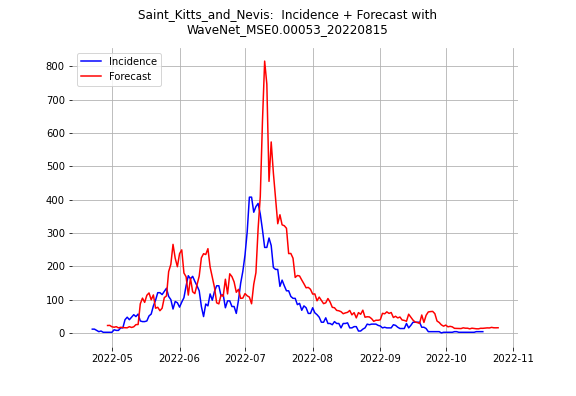 Saint_Kitts_and_Nevis:  Incidence + Forecast with
WaveNet_MSE0.00053_20220815
Incidence
Forecast
800
700
600
500
400
300
200
100
0
2022-05 2022-06 2022-07 2022-08 2022-09 2022-10 2022-11